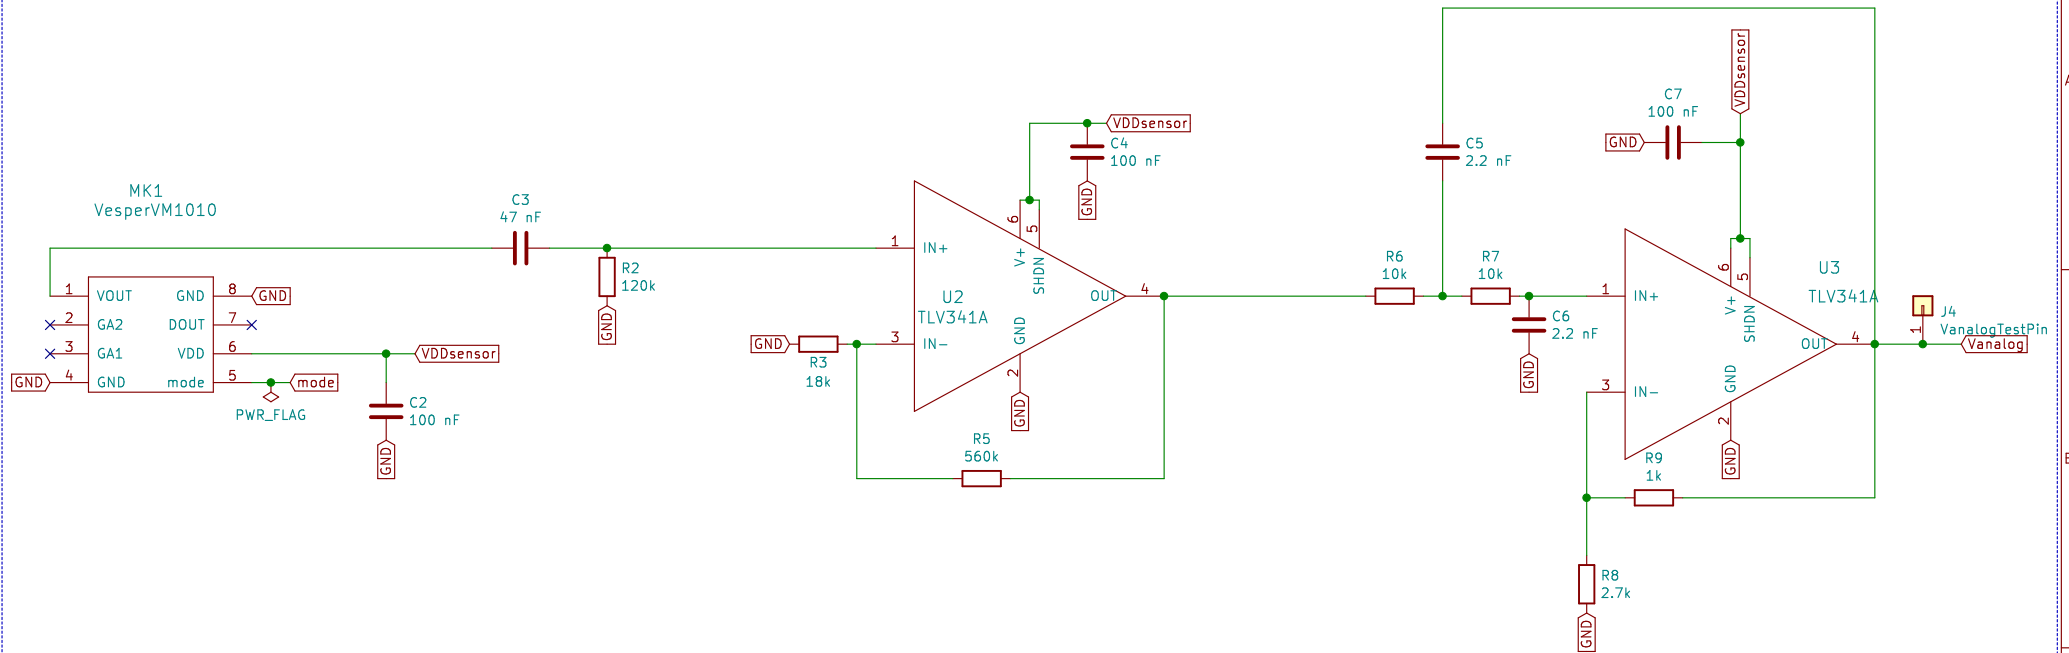 MK1
VesperVM1010
1 VOUT
2 GA2
3 GA1
4 GND
GND 8
DOUT 7
VDD 6
mode 5
GND
GND
VDDsensor
mode
PWR_FLAG
C2
100 nF
GND
C3
47 nF
R2
120k
GND
GND
R3
18k
1 IN+
3 IN-
U2
TLV341A
V+ 6
SHDN 5
GND 2
OUT 4
GND
VDDsensor
C4
100 nF
GND
R5
560k
R6
10k
C5
2.2 nF
R7
10k
C6
2.2 nF
GND
VDDsensor
C7
100 nF
GND
U3
TLV341A
1 IN+
3 IN-
V+ 6
SHDN 5
GND 2
OUT 4
GND
R9
1k
R8
2.7k
GND
1
J4
VanalogTestPin
Vanalog